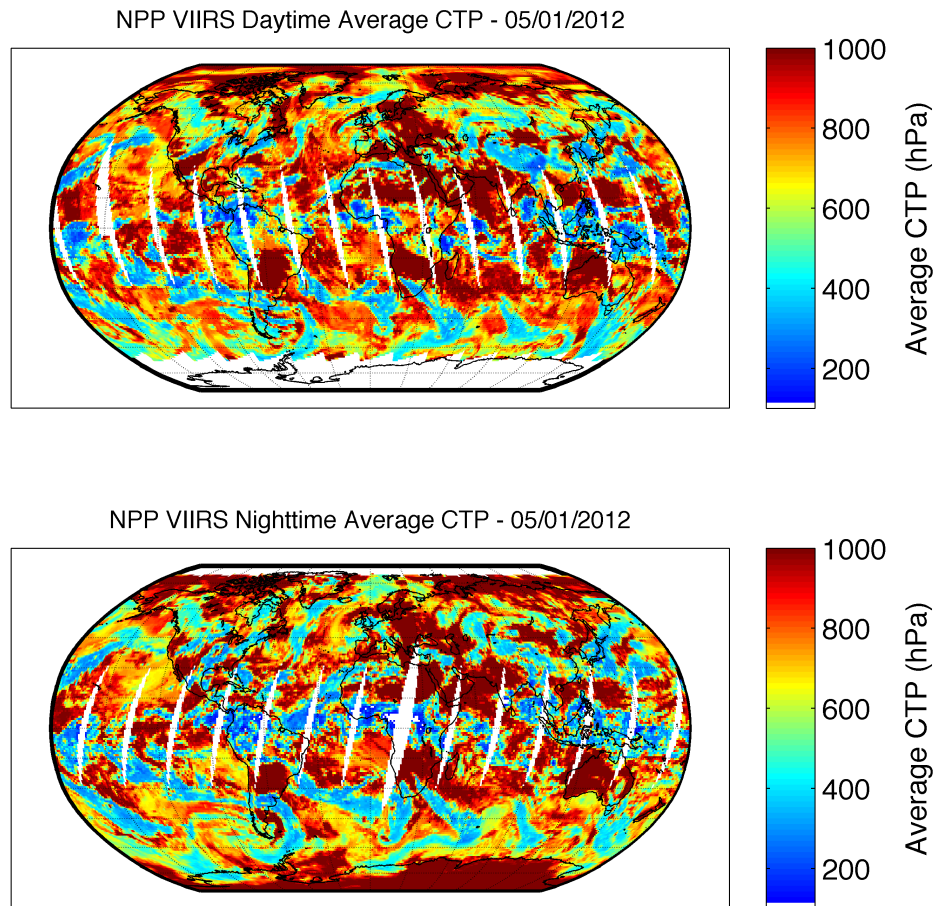 NPP VIIRS Daytime Average CTP - 05/01/2012
1000
800
600
400
200
Average CTP (hPa)
NPP VIIRS Nighttime Average CTP - 05/01/2012
1000
800
600
400
200
Average CTP (hPa)